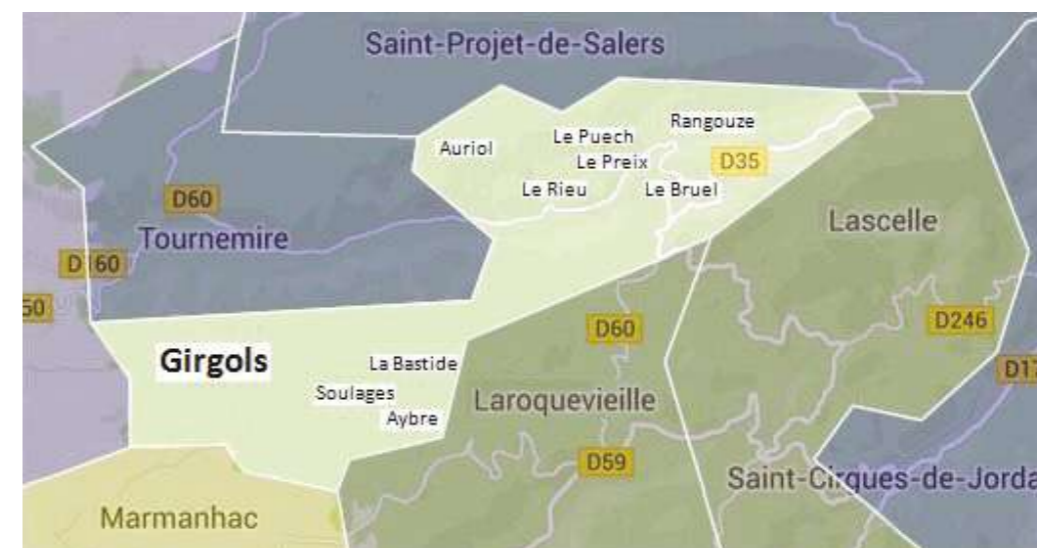 Saint-Projet-de-Salers
Rangouze
Le Puech
Auriol
Le Preix
D35
Le Rieu
Le Bruel
D60
Lascelle
Tournemire
D160
50
D246
D60
Girgols
La Bastide
D17
Soulages
Laroquevieille
Aybre
D59
Saint-Cirques-de-Jorda
Marmanhac